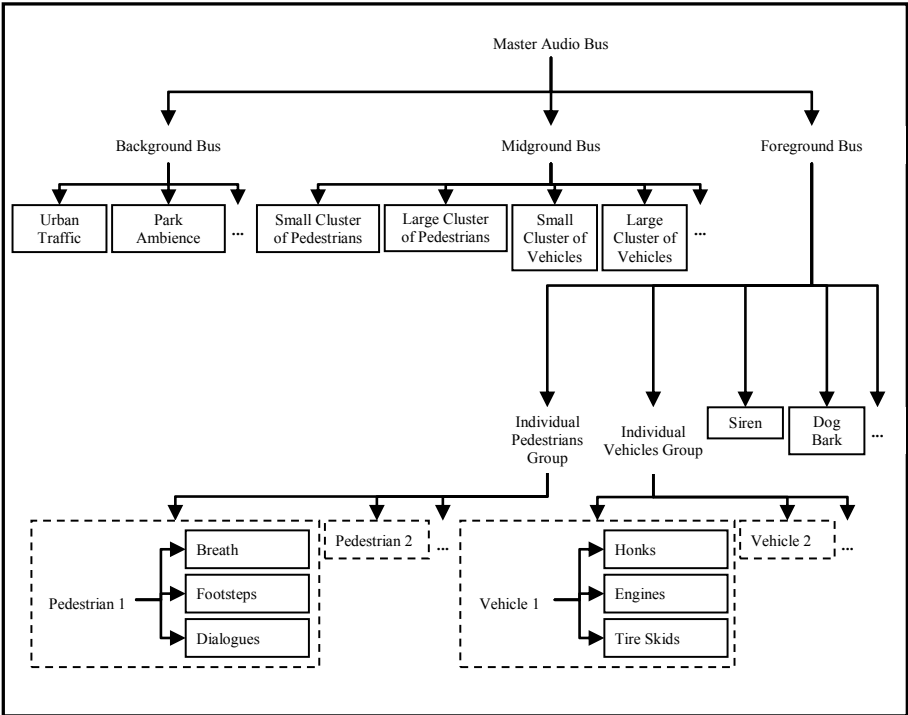 Master Audio Bus
Background Bus
Midground Bus
Foreground Bus
Urban
Traffic
Park
Ambience
...
Small Cluster
of Pedestrians
Large Cluster
of Pedestrians
Small
Cluster of
Vehicles
Large
Cluster of
Vehicles
...
Individual
Pedestrians
Group
Individual
Vehicles Group
Siren
Dog
Bark
...
Pedestrian 1
Breath
Footsteps
Dialogues
Pedestrian 2
...
Vehicle 1
Honks
Engines
Tire Skids
Vehicle 2
...